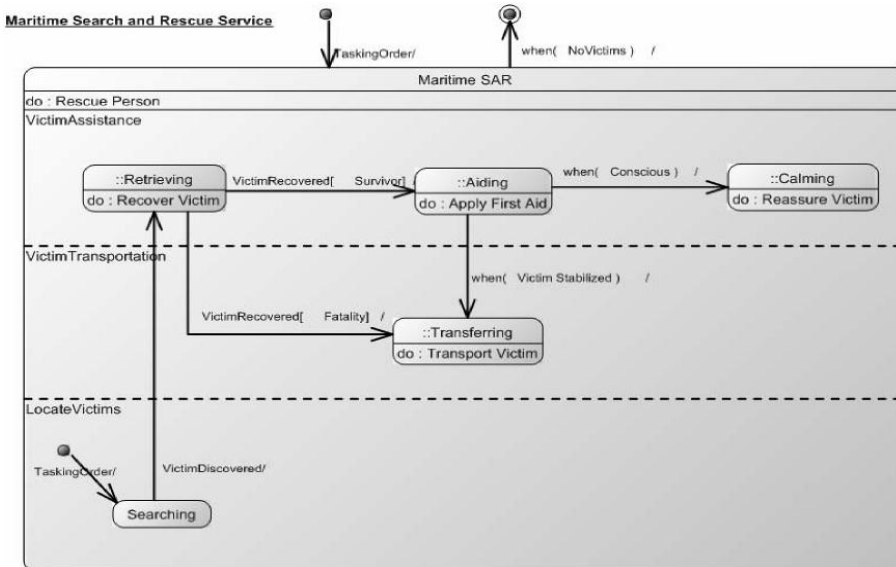 Maritime Search and Rescue Service
TaskingOrder/
when( NoVictims ) /
Maritime SAR
do : Rescue Person
VictimAssistance
::Retrieving
do : Recover Victim
VictimRecovered[ Survivor] /
::Aiding
do : Apply First Aid
when( Conscious ) /
::Calming
do : Reassure Victim
VictimTransportation
when( Victim Stabilized ) /
VictimRecovered[ Fatality] /
::Transferring
do : Transport Victim
LocateVictims
TaskingOrder/
VictimDiscovered/
Searching